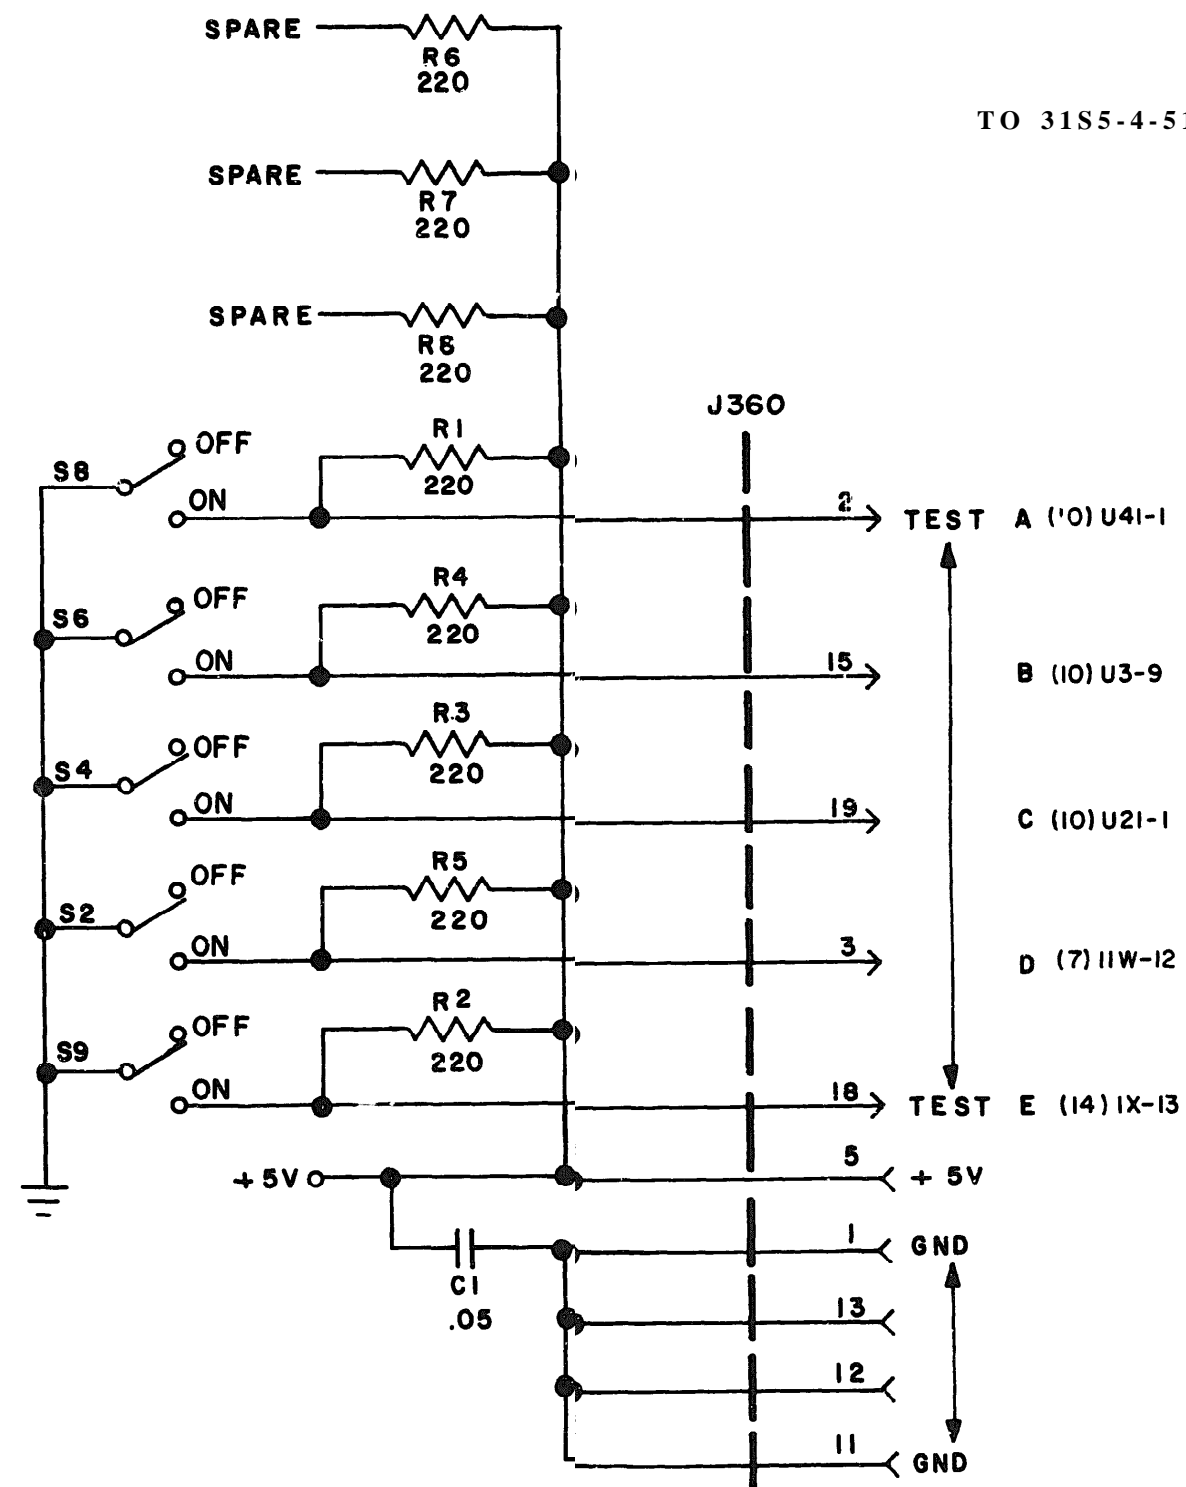 SPARE
R6
220
TO 31S5-4-51
SPARE
R7
220
SPARE
R8
220
J360
S8
OFF
ON
R1
220
2
TEST A ('0) U41-1
S6
OFF
ON
R4
220
15
B (10) U3-9
S4
OFF
ON
R3
220
19
C (10) U21-1
S2
OFF
ON
R5
220
3
D (7) 11W-12
S9
OFF
ON
R2
220
18
TEST E (14) 1X-13
+5V
5
+ 5V
C1
.05
1
GND
13
12
11
GND